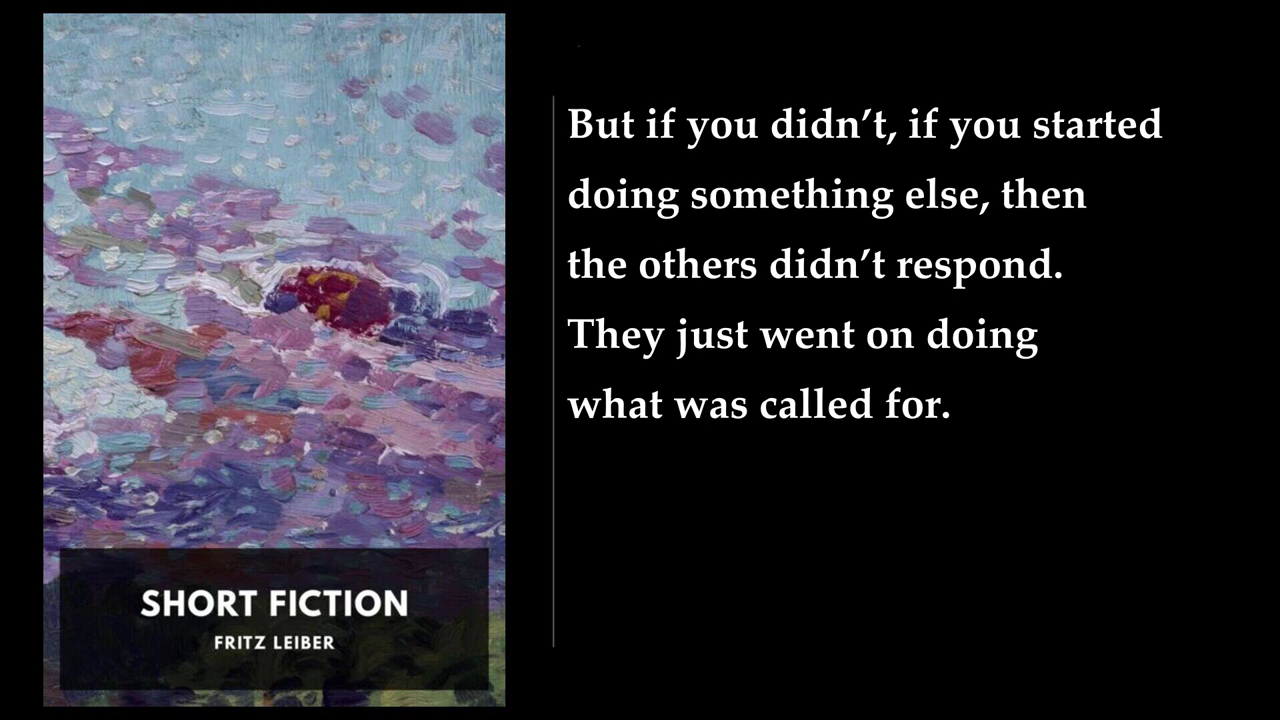 SHORT FICTION
FRITZ LEIBER
But if you didn’t, if you started
doing something else, then
the others didn’t respond.
They just went on doing
what was called for.